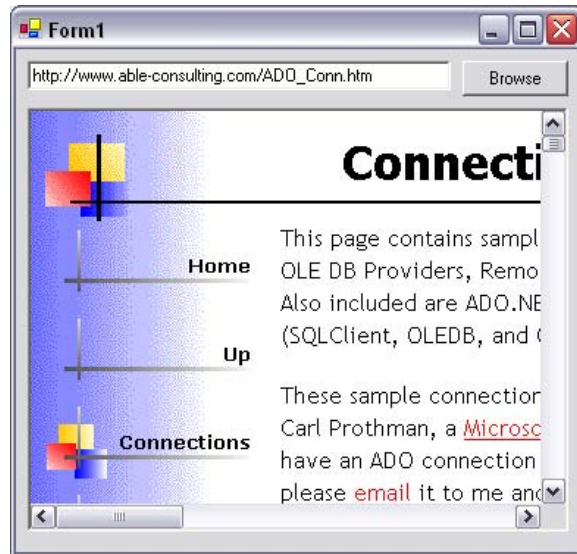 Form1
http://www.able-consulting.com/ADO_Conn.htm
Browse
Connecti
Home
Up
Connections
This page contains sampl
OLE DB Providers, Remo
Also included are ADO.NE
(SQLClient, OLEDB, and
These sample connection
Carl Prothman, a Microsc
have an ADO connection
please email it to me and